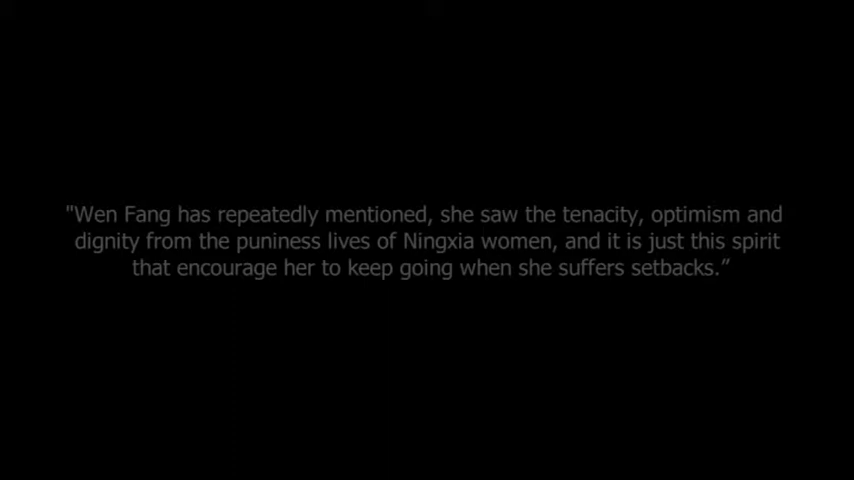 "Wen Fang has repeatedly mentioned, she saw the tenacity, optimism and
dignity from the puniness lives of Ningxia women, and it is just this spirit
that encourage her to keep going when she suffers setbacks.”